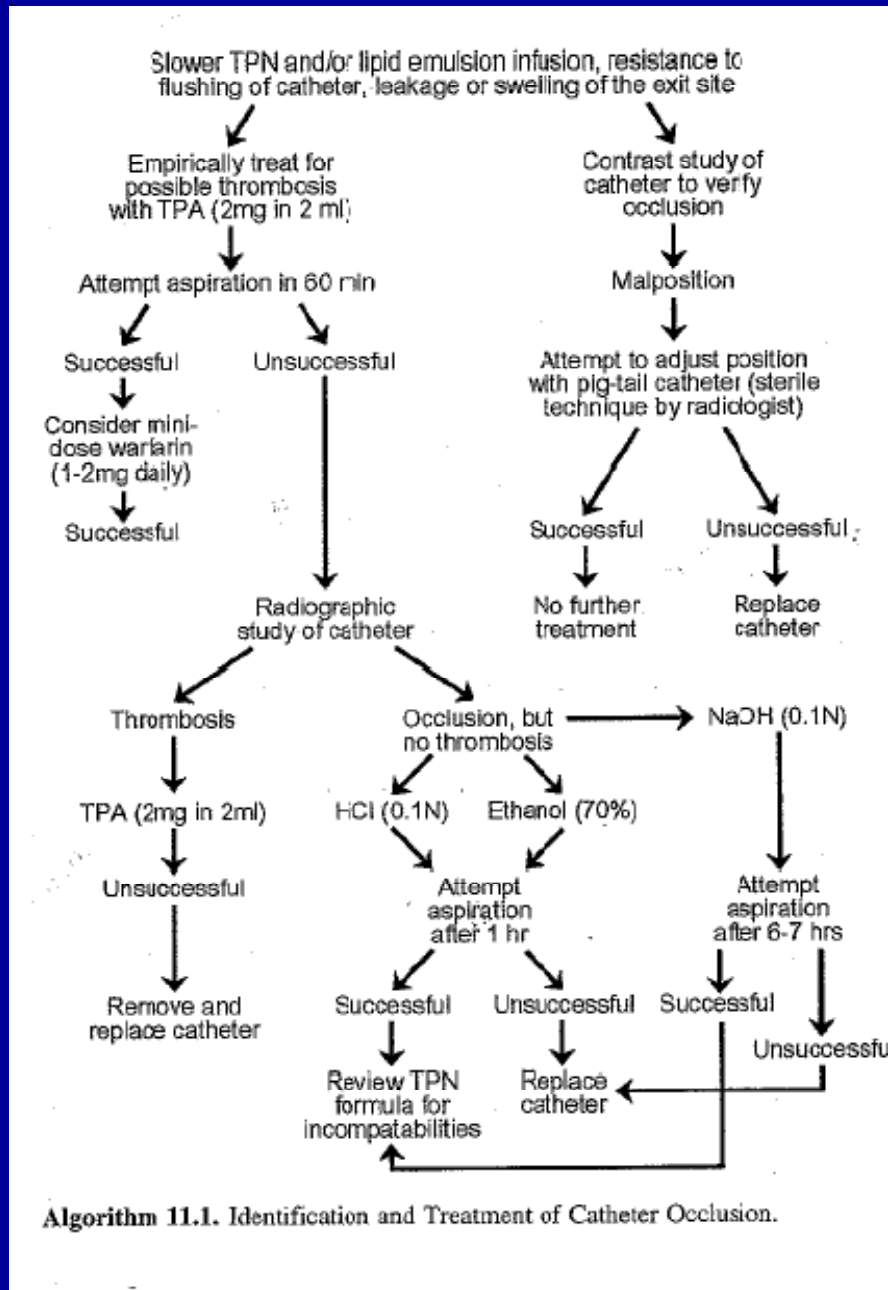 Slower TPN and/or lipid emulsion infusion, resistance to
flushing of catheter, leakage or swelling of the exit site
Empirically treat for
possible thrombosis
with TPA (2mg in 2 ml)
Contrast study of
catheter to verify
occlusion
Attempt aspiration in 60 min
Malposition
Successful
Unsuccessful
Attempt to adjust position
with pig-tail catheter (sterile
technique by radiologist)
Consider mini-
dose warfarin
(1-2mg daily)
Successful
Successful
Unsuccessful
No further
treatment
Replace
catheter
Radiographic
study of catheter
Thrombosis
Occlusion, but
no thrombosis
NaOH (0.1N)
TPA (2mg in 2ml)
HCl (0.1N)
Ethanol (70%)
Unsuccessful
Attempt
aspiration
after 1 hr
Attempt
aspiration
after 6-7 hrs
Remove and
replace catheter
Successful
Unsuccessful
Successful
Unsuccessfu
Review TPN
formula for
incompatabilities
Replace
catheter
Algorithm 11.1. Identification and Treatment of Catheter Occlusion.